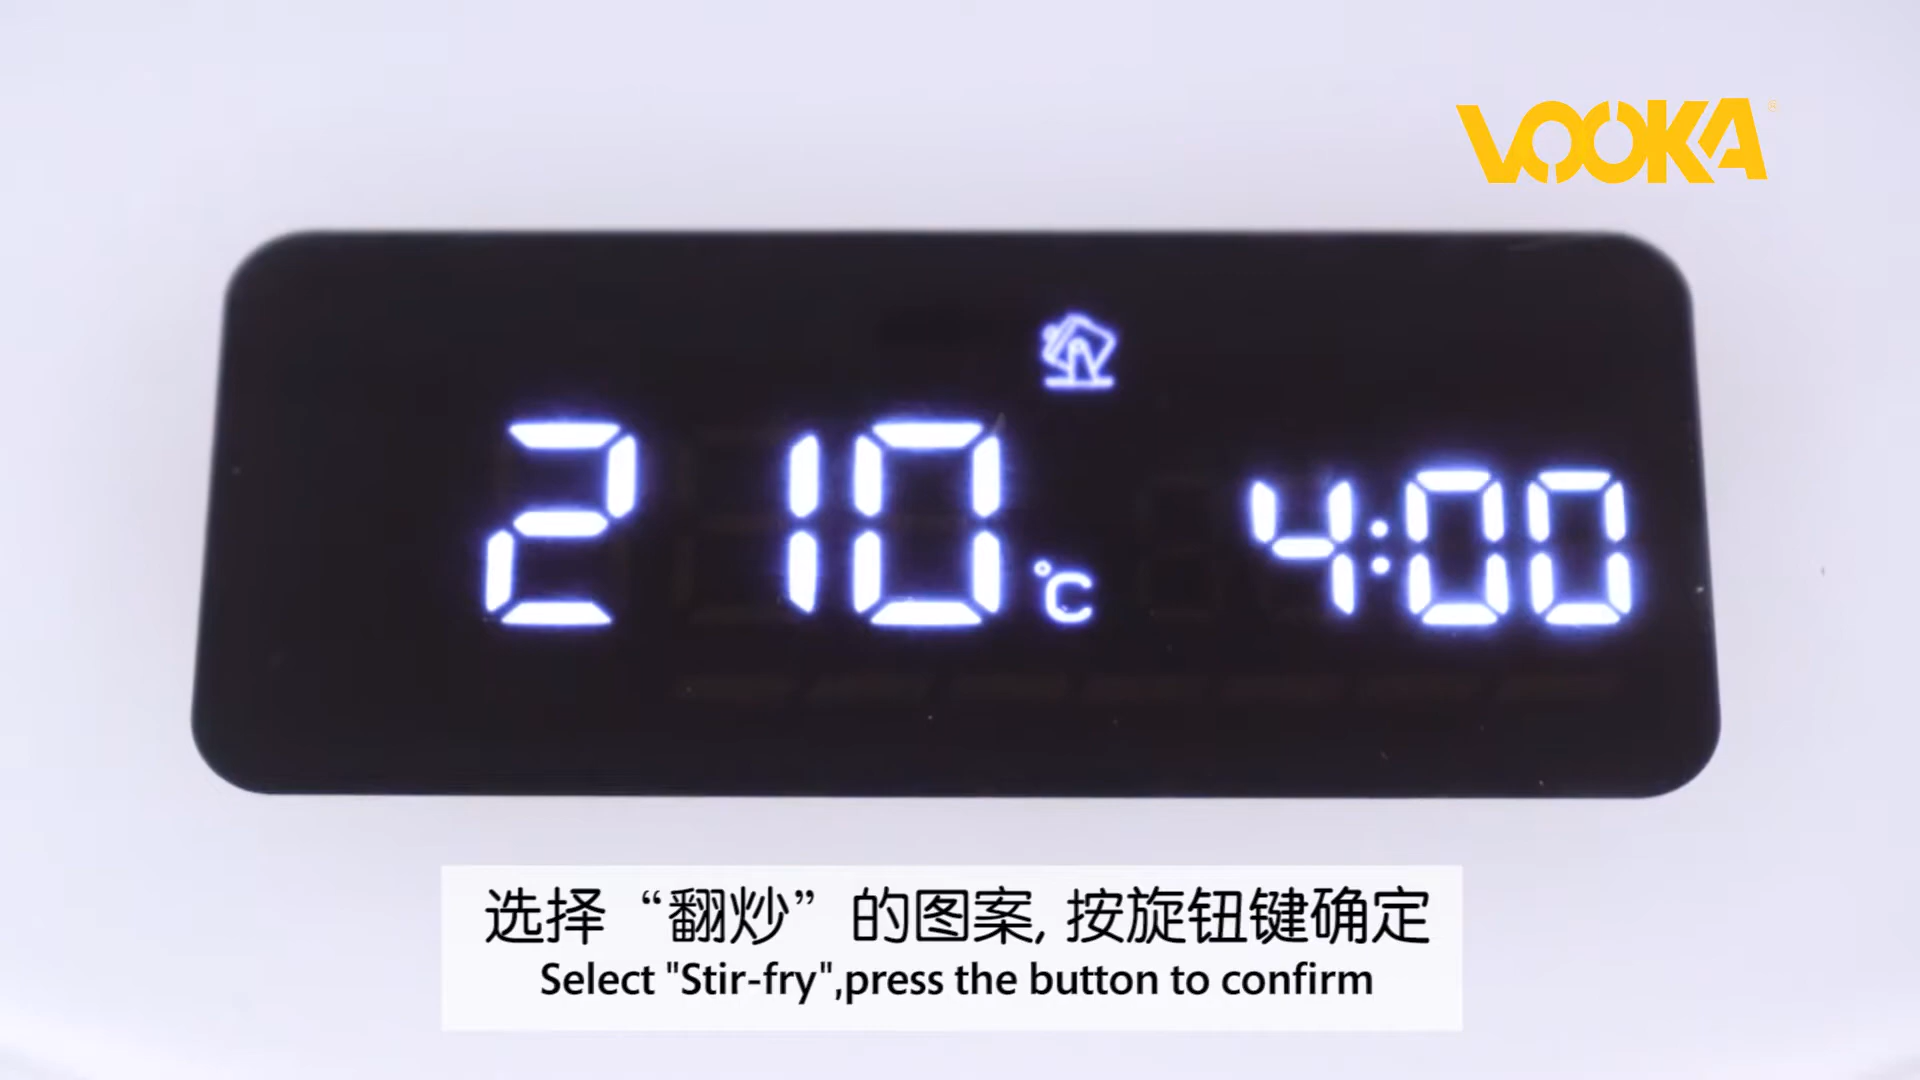 VOOKA®
210°C 4:00
选择“翻炒”的图案, 按旋钮键确定
Select "Stir-fry",press the button to confirm